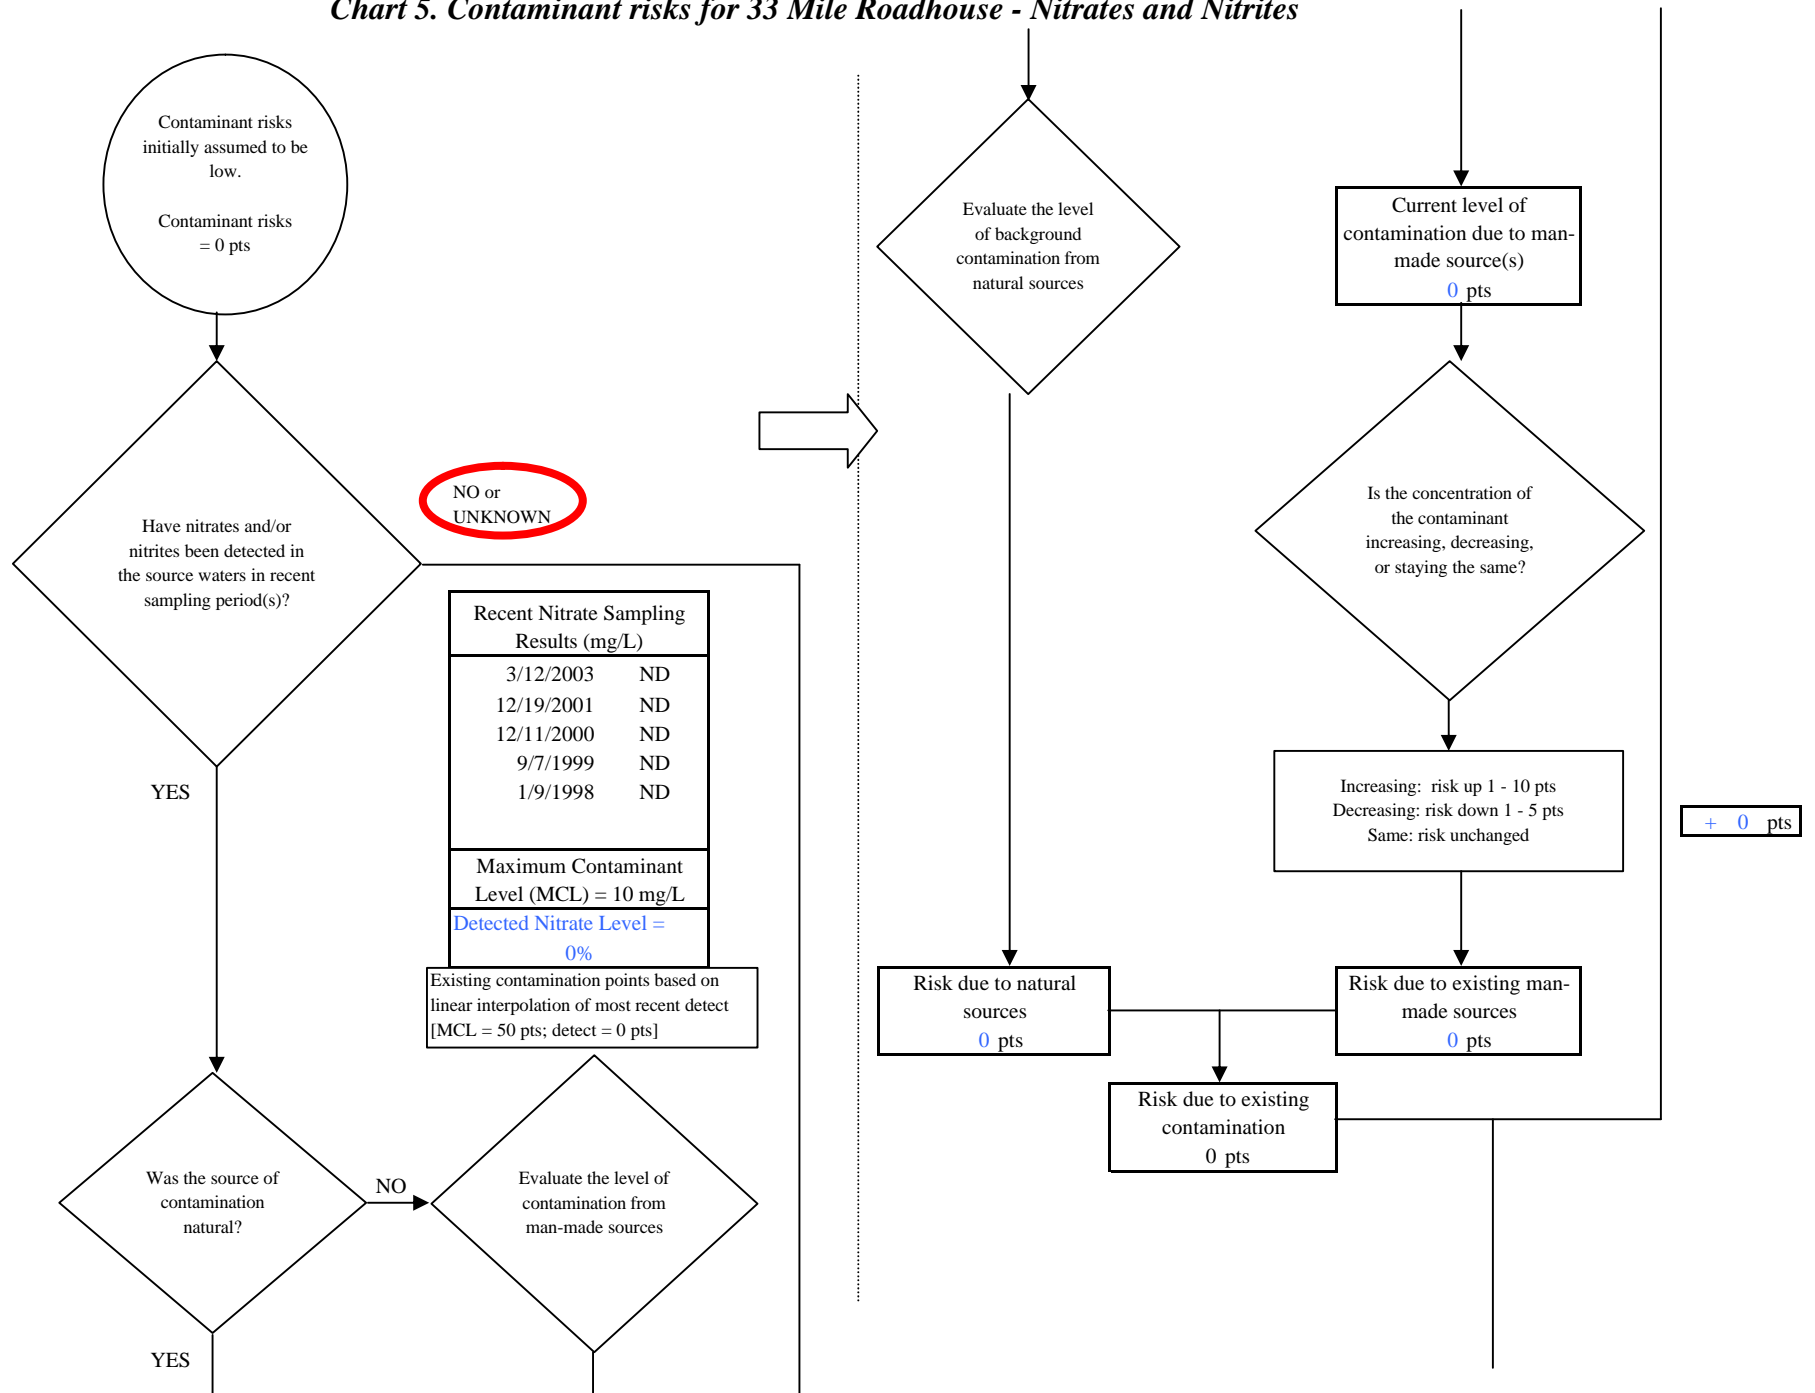 Chart 5. Contaminant risks for 33 Mile Roadhouse - Nitrates and Nitrites
Contaminant risks
initially assumed to be
low.
Contaminant risks
= 0 pts
Have nitrates and/or
nitrites been detected in
the source waters in recent
sampling period(s)?
NO or
UNKNOWN
YES
Recent Nitrate Sampling
Results (mg/L)
3/12/2003 ND
12/19/2001 ND
12/11/2000 ND
9/7/1999 ND
1/9/1998 ND
Maximum Contaminant
Level (MCL) = 10 mg/L
Detected Nitrate Level =
0%
Existing contamination points based on
linear interpolation of most recent detect
[MCL = 50 pts; detect = 0 pts]
Was the source of
contamination
natural?
NO
YES
Evaluate the level of
contamination from
man-made sources
Evaluate the level
of background
contamination from
natural sources
Current level of
contamination due to man-
made source(s)
0 pts
Is the concentration of
the contaminant
increasing, decreasing,
or staying the same?
Increasing: risk up 1 - 10 pts
Decreasing: risk down 1 - 5 pts
Same: risk unchanged
+ 0 pts
Risk due to natural
sources
0 pts
Risk due to existing man-
made sources
0 pts
Risk due to existing
contamination
0 pts